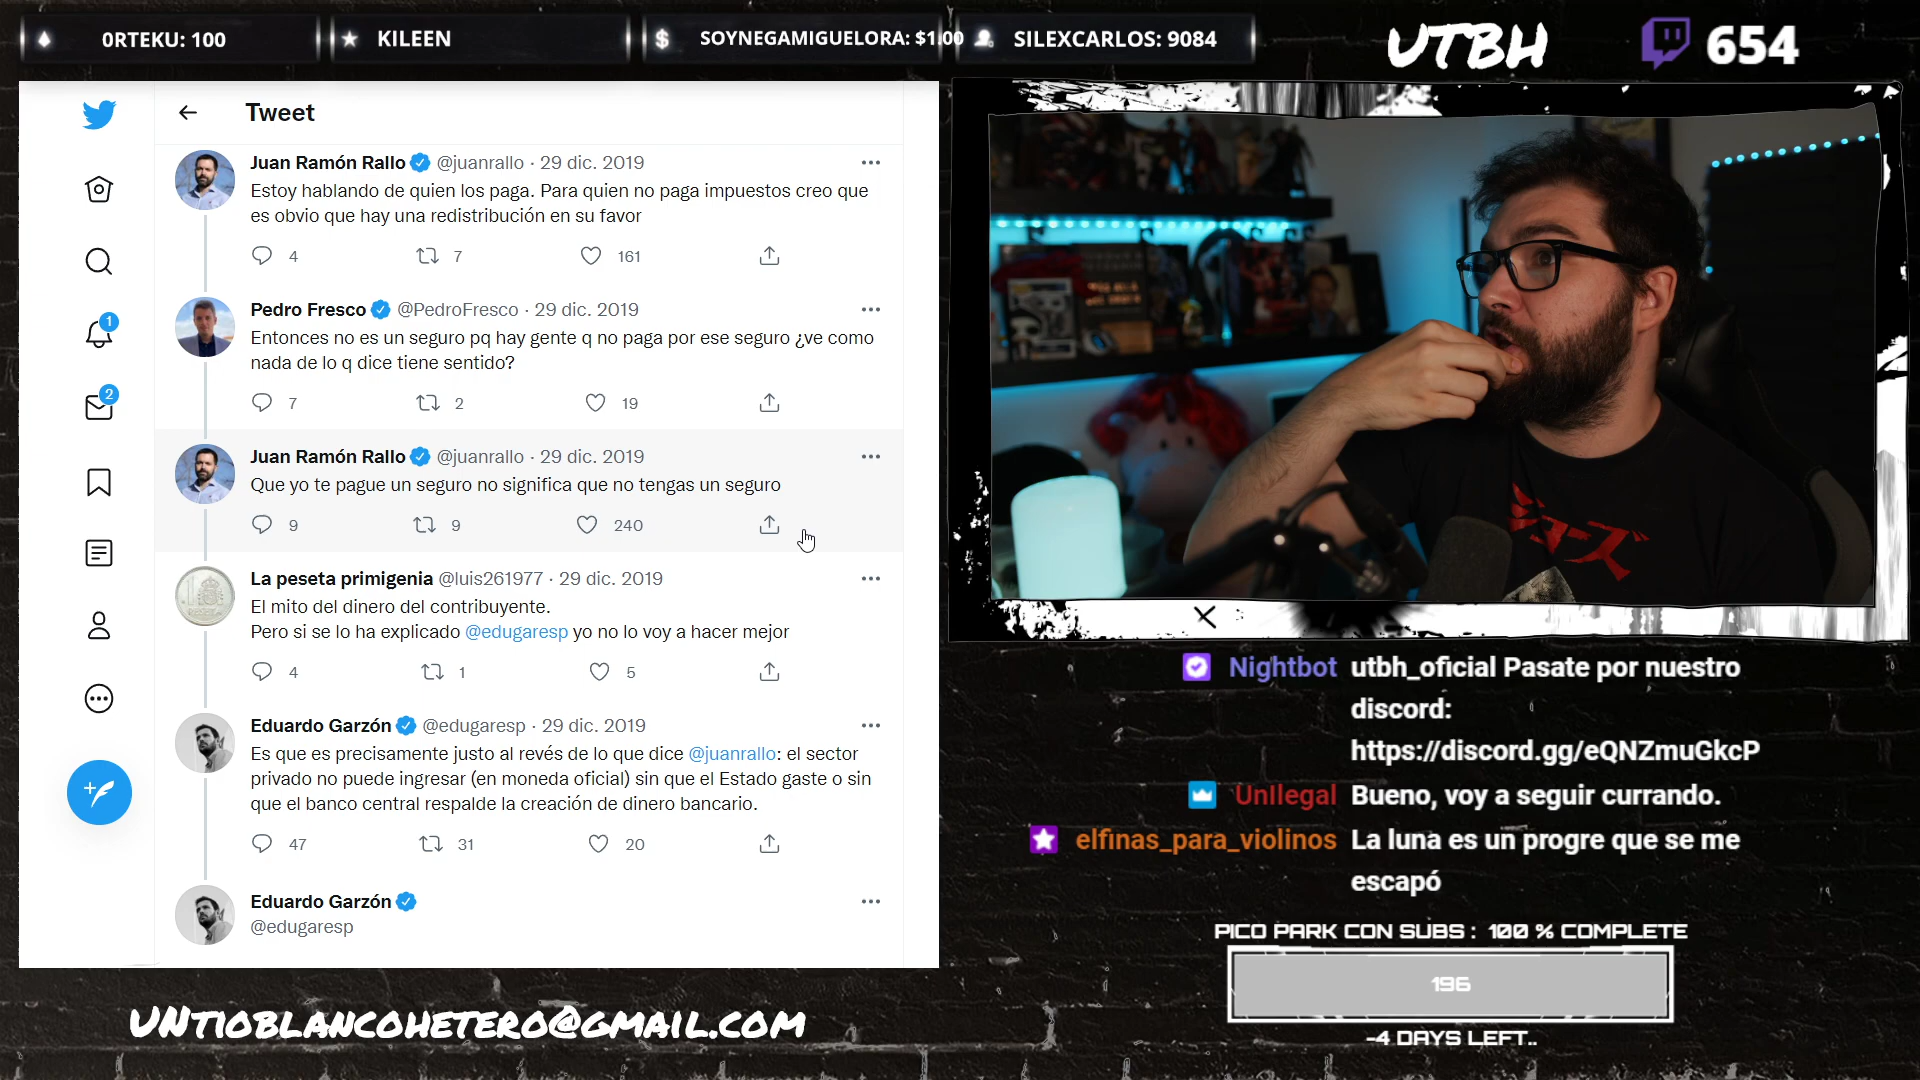 0RTEKU: 100
KILEEN
SOYNEGAMIGUELORA: $1.00
SILEXCARLOS: 9084
UTBH
654
Tweet
Juan Ramón Rallo @juanrallo · 29 dic. 2019
Estoy hablando de quien los paga. Para quien no paga impuestos creo que
es obvio que hay una redistribución en su favor
4 7 161
Pedro Fresco @PedroFresco · 29 dic. 2019
Entonces no es un seguro pq hay gente q no paga por ese seguro ¿ve como
nada de lo q dice tiene sentido?
7 2 19
Juan Ramón Rallo @juanrallo · 29 dic. 2019
Que yo te pague un seguro no significa que no tengas un seguro
9 9 240
La peseta primigenia @luis261977 · 29 dic. 2019
El mito del dinero del contribuyente.
Pero si se lo ha explicado @edugaresp yo no lo voy a hacer mejor
4 1 5
Eduardo Garzón @edugaresp · 29 dic. 2019
Es que es precisamente justo al revés de lo que dice @juanrallo: el sector
privado no puede ingresar (en moneda oficial) sin que el Estado gaste o sin
que el banco central respalde la creación de dinero bancario.
47 31 20
Eduardo Garzón
@edugaresp
1
2
UNTIOBLANCOHETERO@GMAIL.COM
Nightbot utbh_oficial Pasate por nuestro
discord:
https://discord.gg/eQNZmuGkcP
UnIlegal Bueno, voy a seguir currando.
elfinas_para_violinos La luna es un progre que se me
escapó
PICO PARK CON SUBS : 100 % COMPLETE
196
-4 DAYS LEFT..